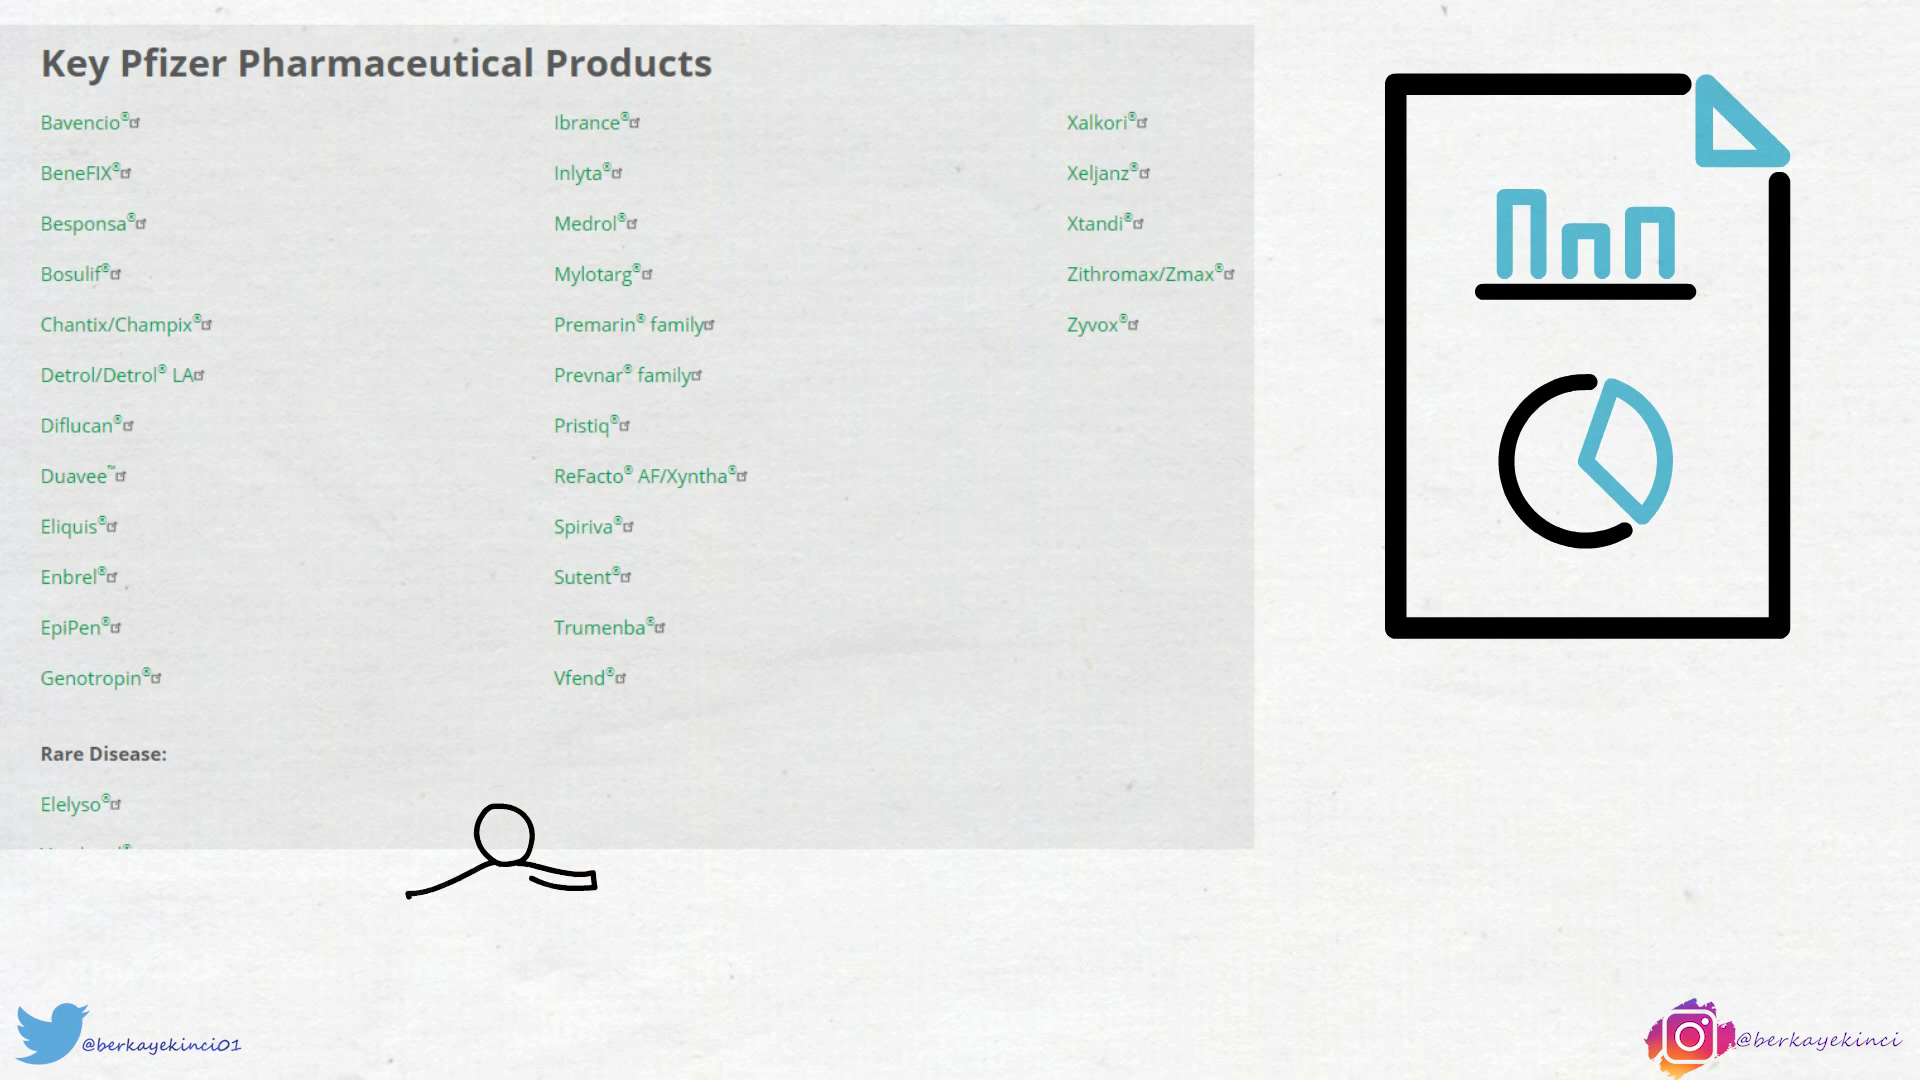 Key Pfizer Pharmaceutical Products
Bavencio®
BeneFIX®
Besponsa®
Bosulif®
Chantix/Champix®
Detrol/Detrol® LA
Diflucan®
Duavee™
Eliquis®
Enbrel®
EpiPen®
Genotropin®
Ibrance®
Inlyta®
Medrol®
Mylotarg®
Premarin® family
Prevnar® family
Pristiq®
ReFacto® AF/Xyntha®
Spiriva®
Sutent®
Trumenba®
Vfend®
Xalkori®
Xeljanz®
Xtandi®
Zithromax/Zmax®
Zyvox®
Rare Disease:
Elelyso®
@berkayekinci01
@berkayekinci